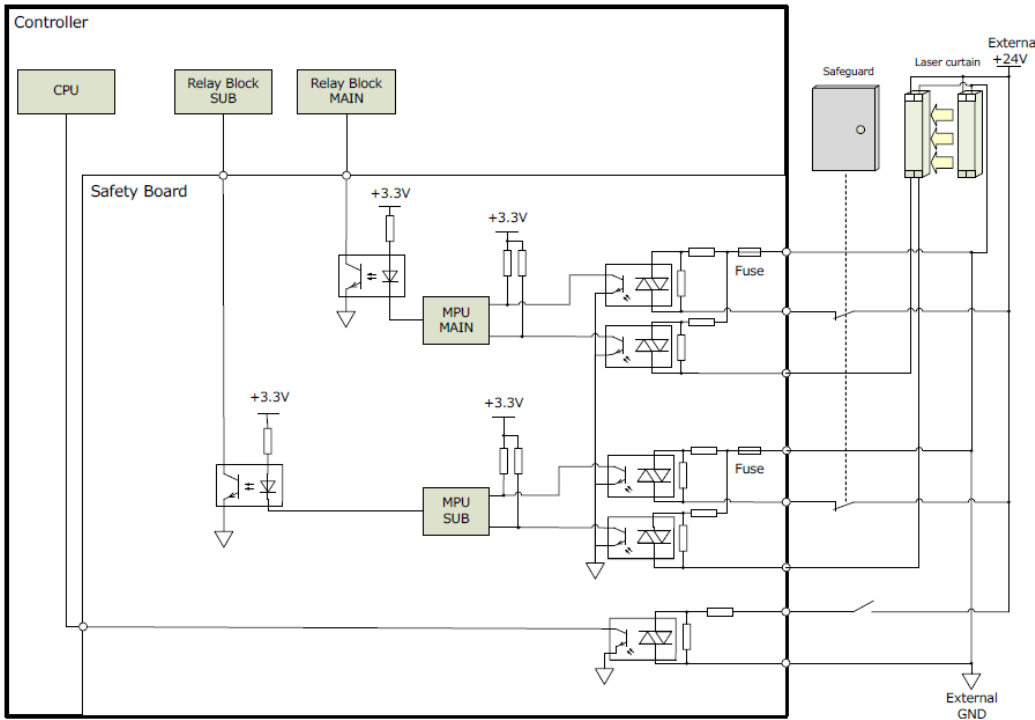 Controller
External
+24V
Laser curtain
Safeguard
CPU
Relay Block
SUB
Relay Block
MAIN
Safety Board
+3.3V
+3.3V
Fuse
MPU
MAIN
+3.3V
+3.3V
Fuse
MPU
SUB
External
GND